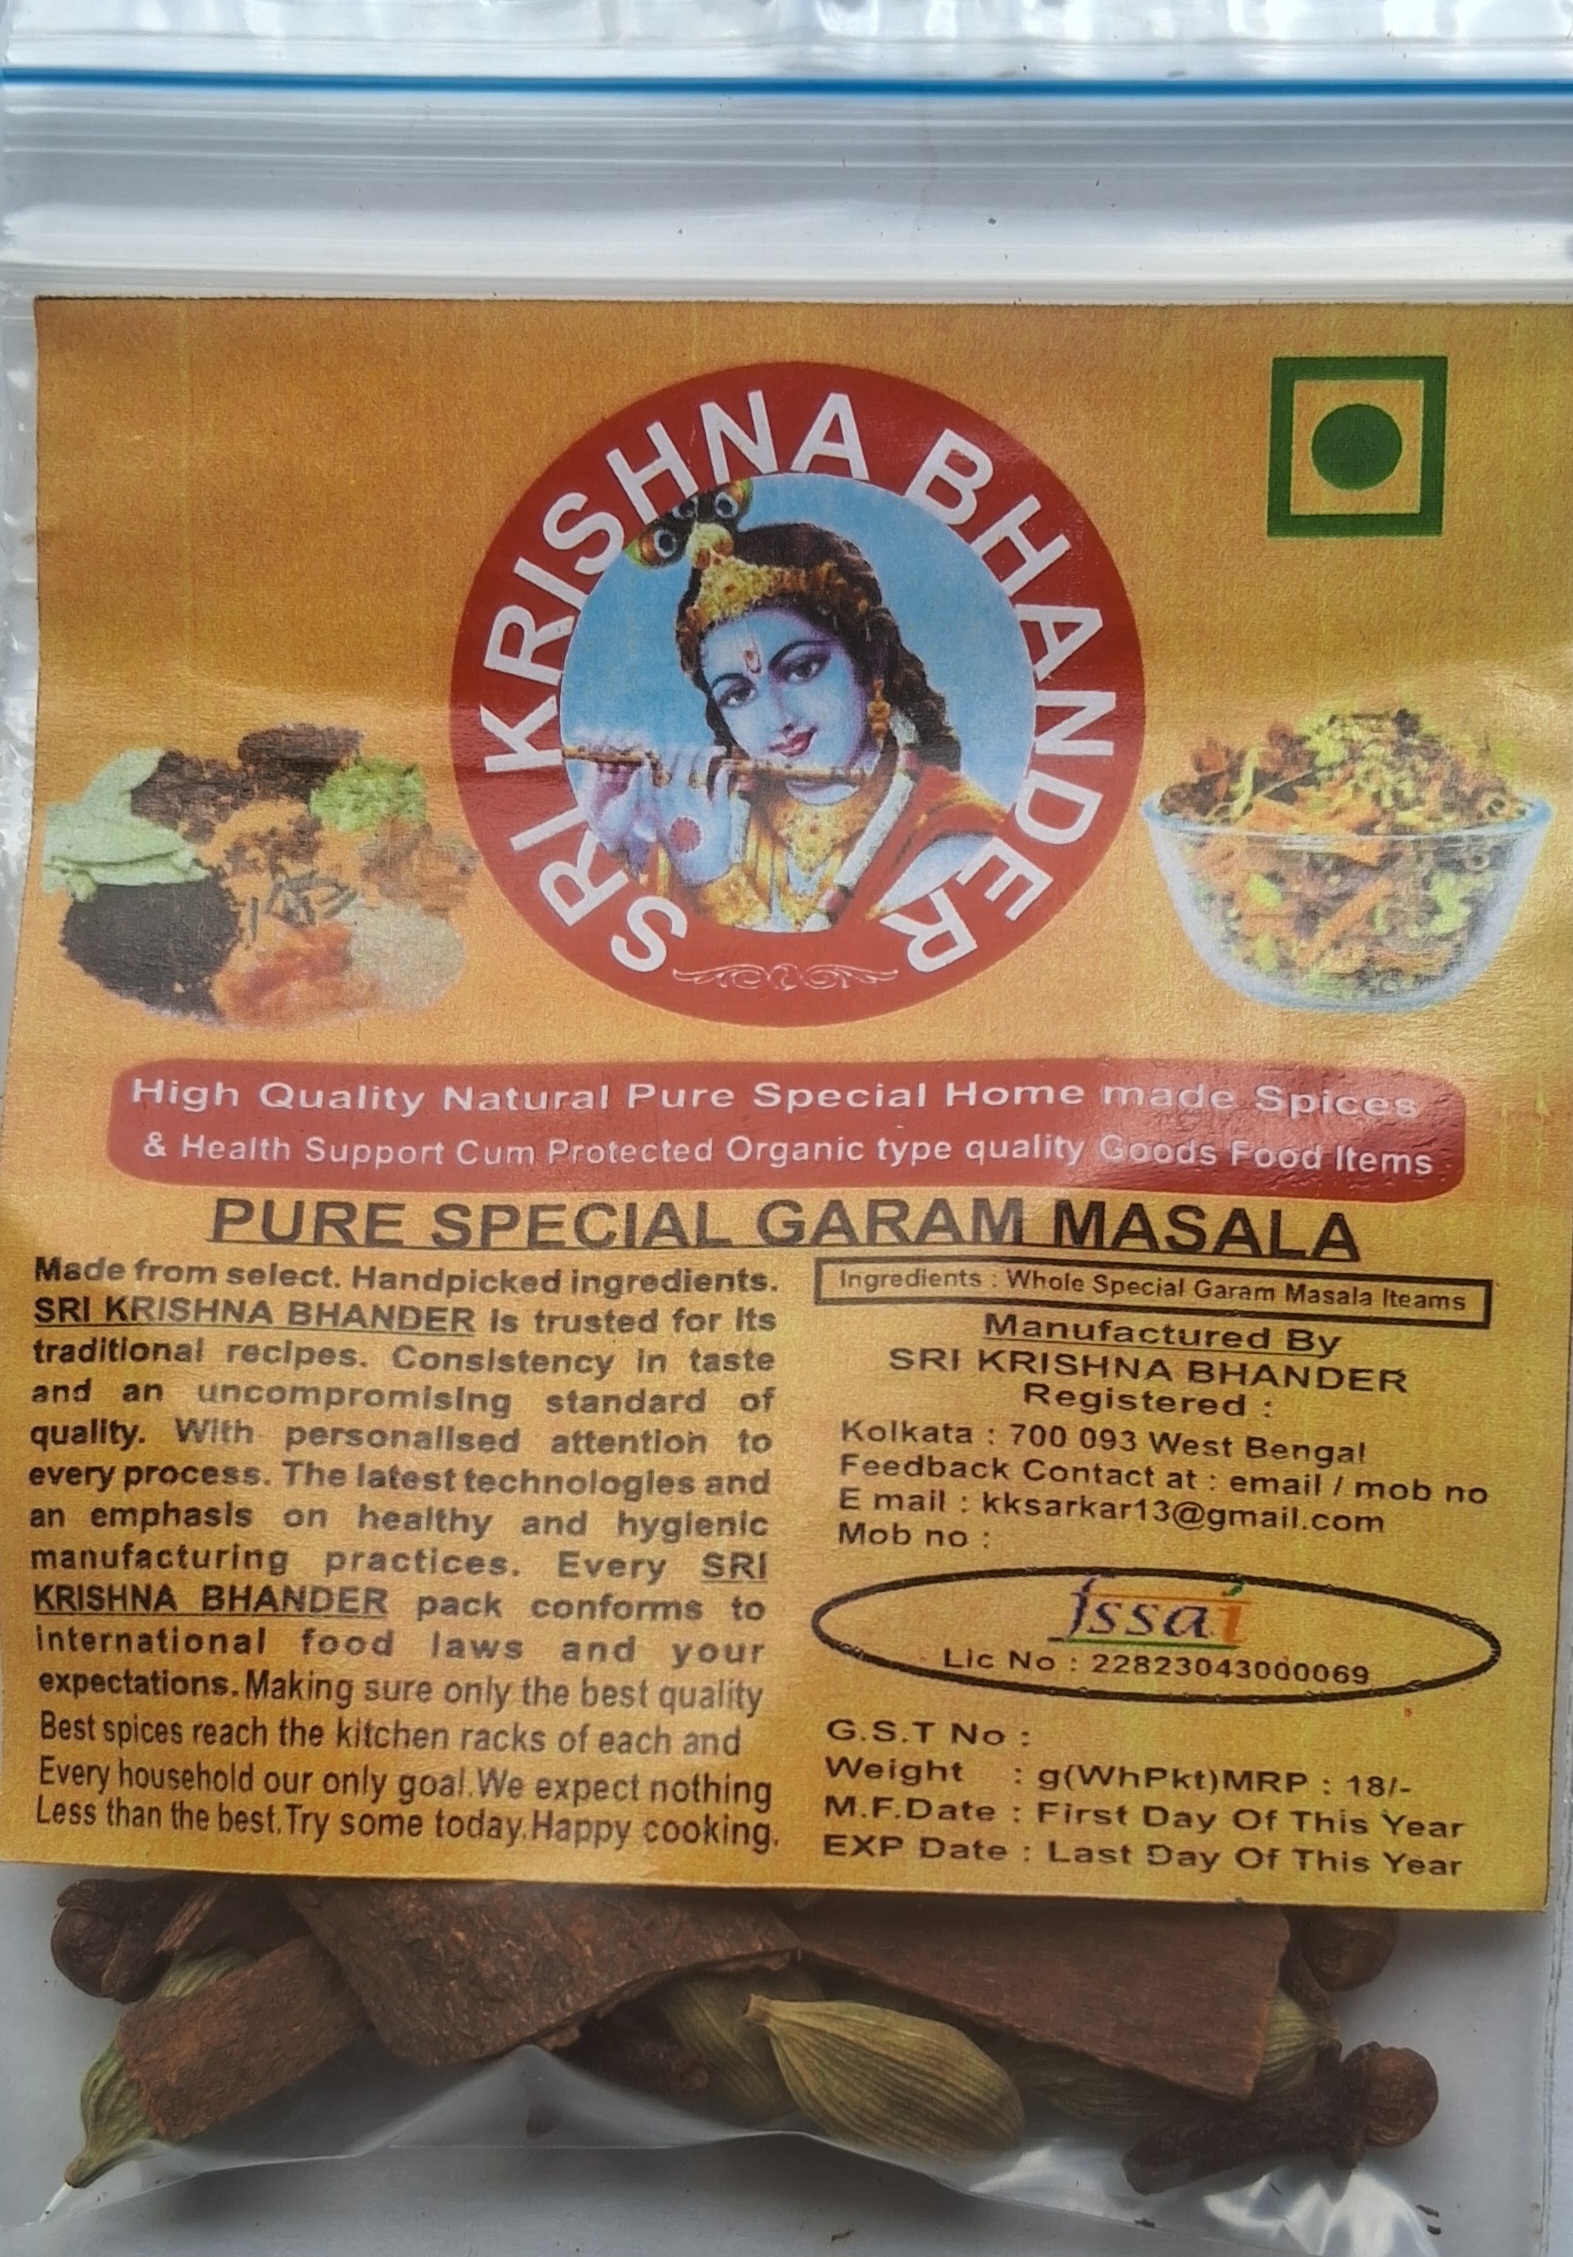 SRI KRISHNA BHANDER
High Quality Natural Pure Special Home made Spices
& Health Support Cum Protected Organic type quality Goods Food Items
PURE SPECIAL GARAM MASALA
Made from select. Handpicked ingredients.
SRI KRISHNA BHANDER is trusted for its
traditional recipes. Consistency in taste
and an uncompromising standard of
quality. With personalised attention to
every process. The latest technologies and
an emphasis on healthy and hygienic
manufacturing practices. Every SRI
KRISHNA BHANDER pack conforms to
international food laws and your
expectations. Making sure only the best quality
Best spices reach the kitchen racks of each and
Every household our only goal. We expect nothing
Less than the best. Try some today. Happy cooking.
Ingredients : Whole Special Garam Masala Iteams
Manufactured By
SRI KRISHNA BHANDER
Registered :
Kolkata : 700 093 West Bengal
Feedback Contact at : email / mob no
E mail : kksarkar13@gmail.com
Mob no :
fssai
Lic No : 22823043000069
G.S.T No :
Weight : g(WhPkt)MRP : 18/-
M.F.Date : First Day Of This Year
EXP Date : Last Day Of This Year